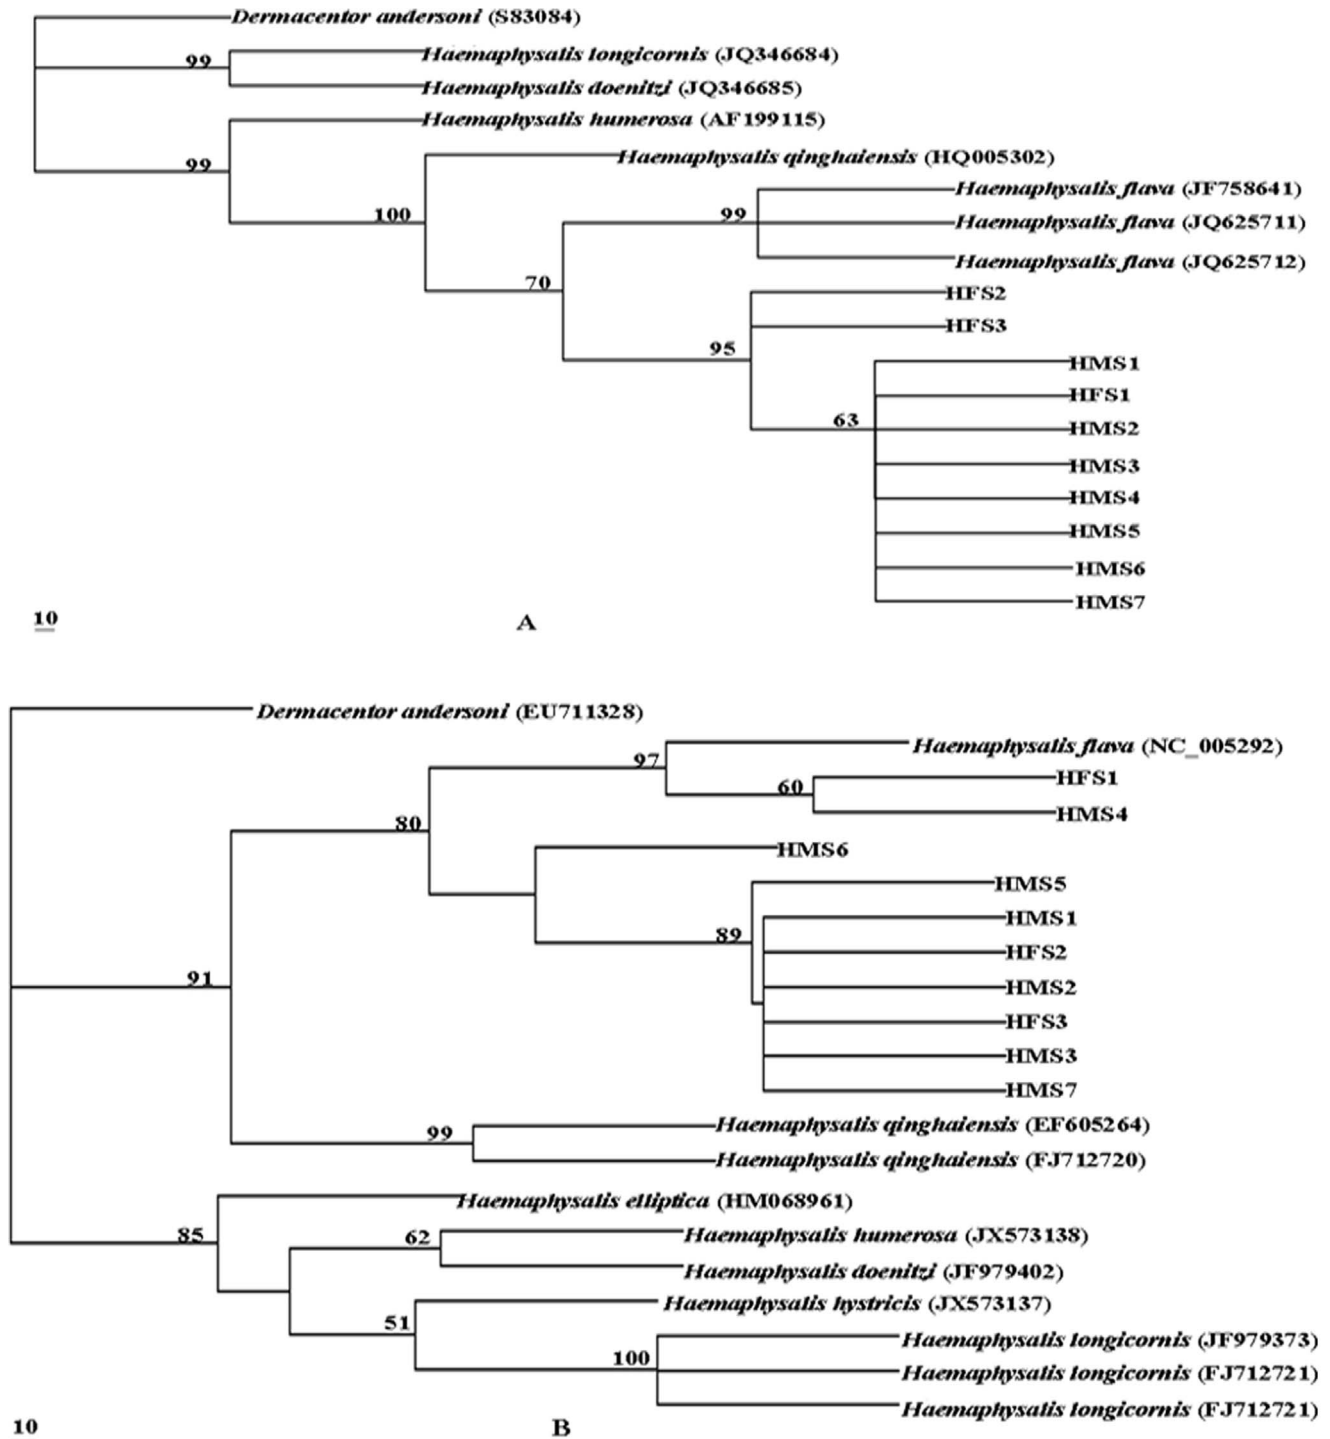 Dermacentor andersoni (S83084)
99
Haemaphysalis longicornis (JQ346684)
Haemaphysalis doenitzi (JQ346685)
Haemaphysalis humerosa (AF199115)
99
Haemaphysalis qinghaiensis (HQ005302)
100
Haemaphysalis flava (JF758641)
99
Haemaphysalis flava (JQ625711)
Haemaphysalis flava (JQ625712)
70
HFS2
HFS3
95
HMS1
HFS1
63
HMS2
HMS3
HMS4
HMS5
HMS6
HMS7
10
A
Dermacentor andersoni (EU711328)
Haemaphysalis flava (NC_005292)
97
HFS1
60
HMS4
80
HMS6
HMS5
HMS1
89
HFS2
91
HMS2
HFS3
HMS3
HMS7
Haemaphysalis qinghaiensis (EF605264)
99
Haemaphysalis qinghaiensis (FJ712720)
Haemaphysalis elliptica (HM068961)
85
62
Haemaphysalis humerosa (JX573138)
Haemaphysalis doenitzi (JF979402)
Haemaphysalis hystricis (JX573137)
51
Haemaphysalis longicornis (JF979373)
100
Haemaphysalis longicornis (FJ712721)
Haemaphysalis longicornis (FJ712721)
10
B